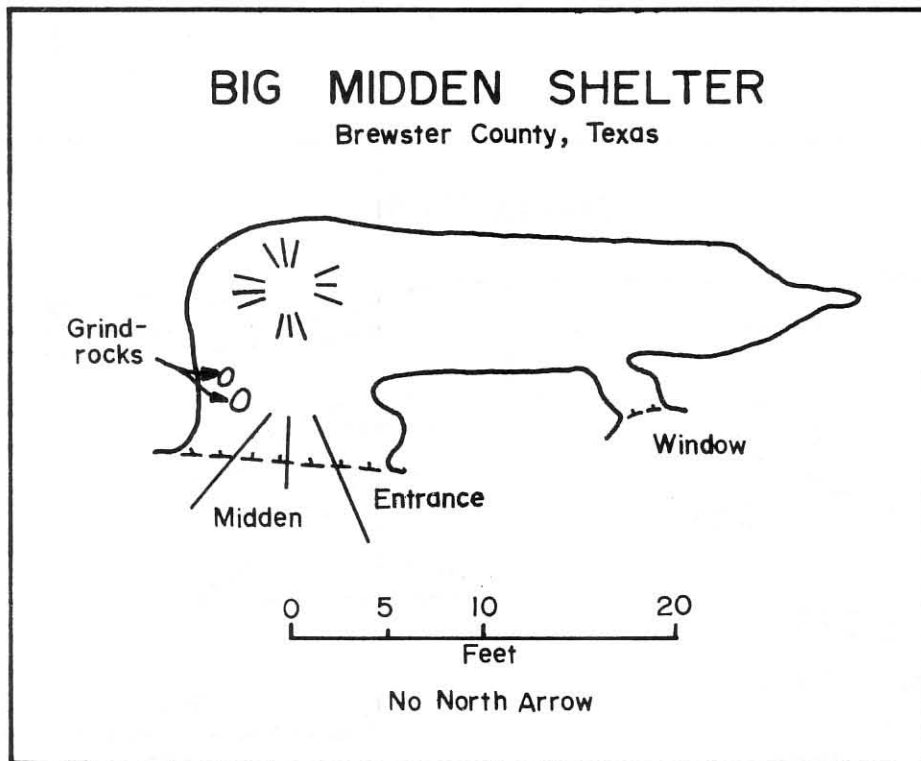 BIG MIDDEN SHELTER
Brewster County, Texas
Grind-
rocks
Window
Entrance
Midden
0 5 10 20
Feet
No North Arrow